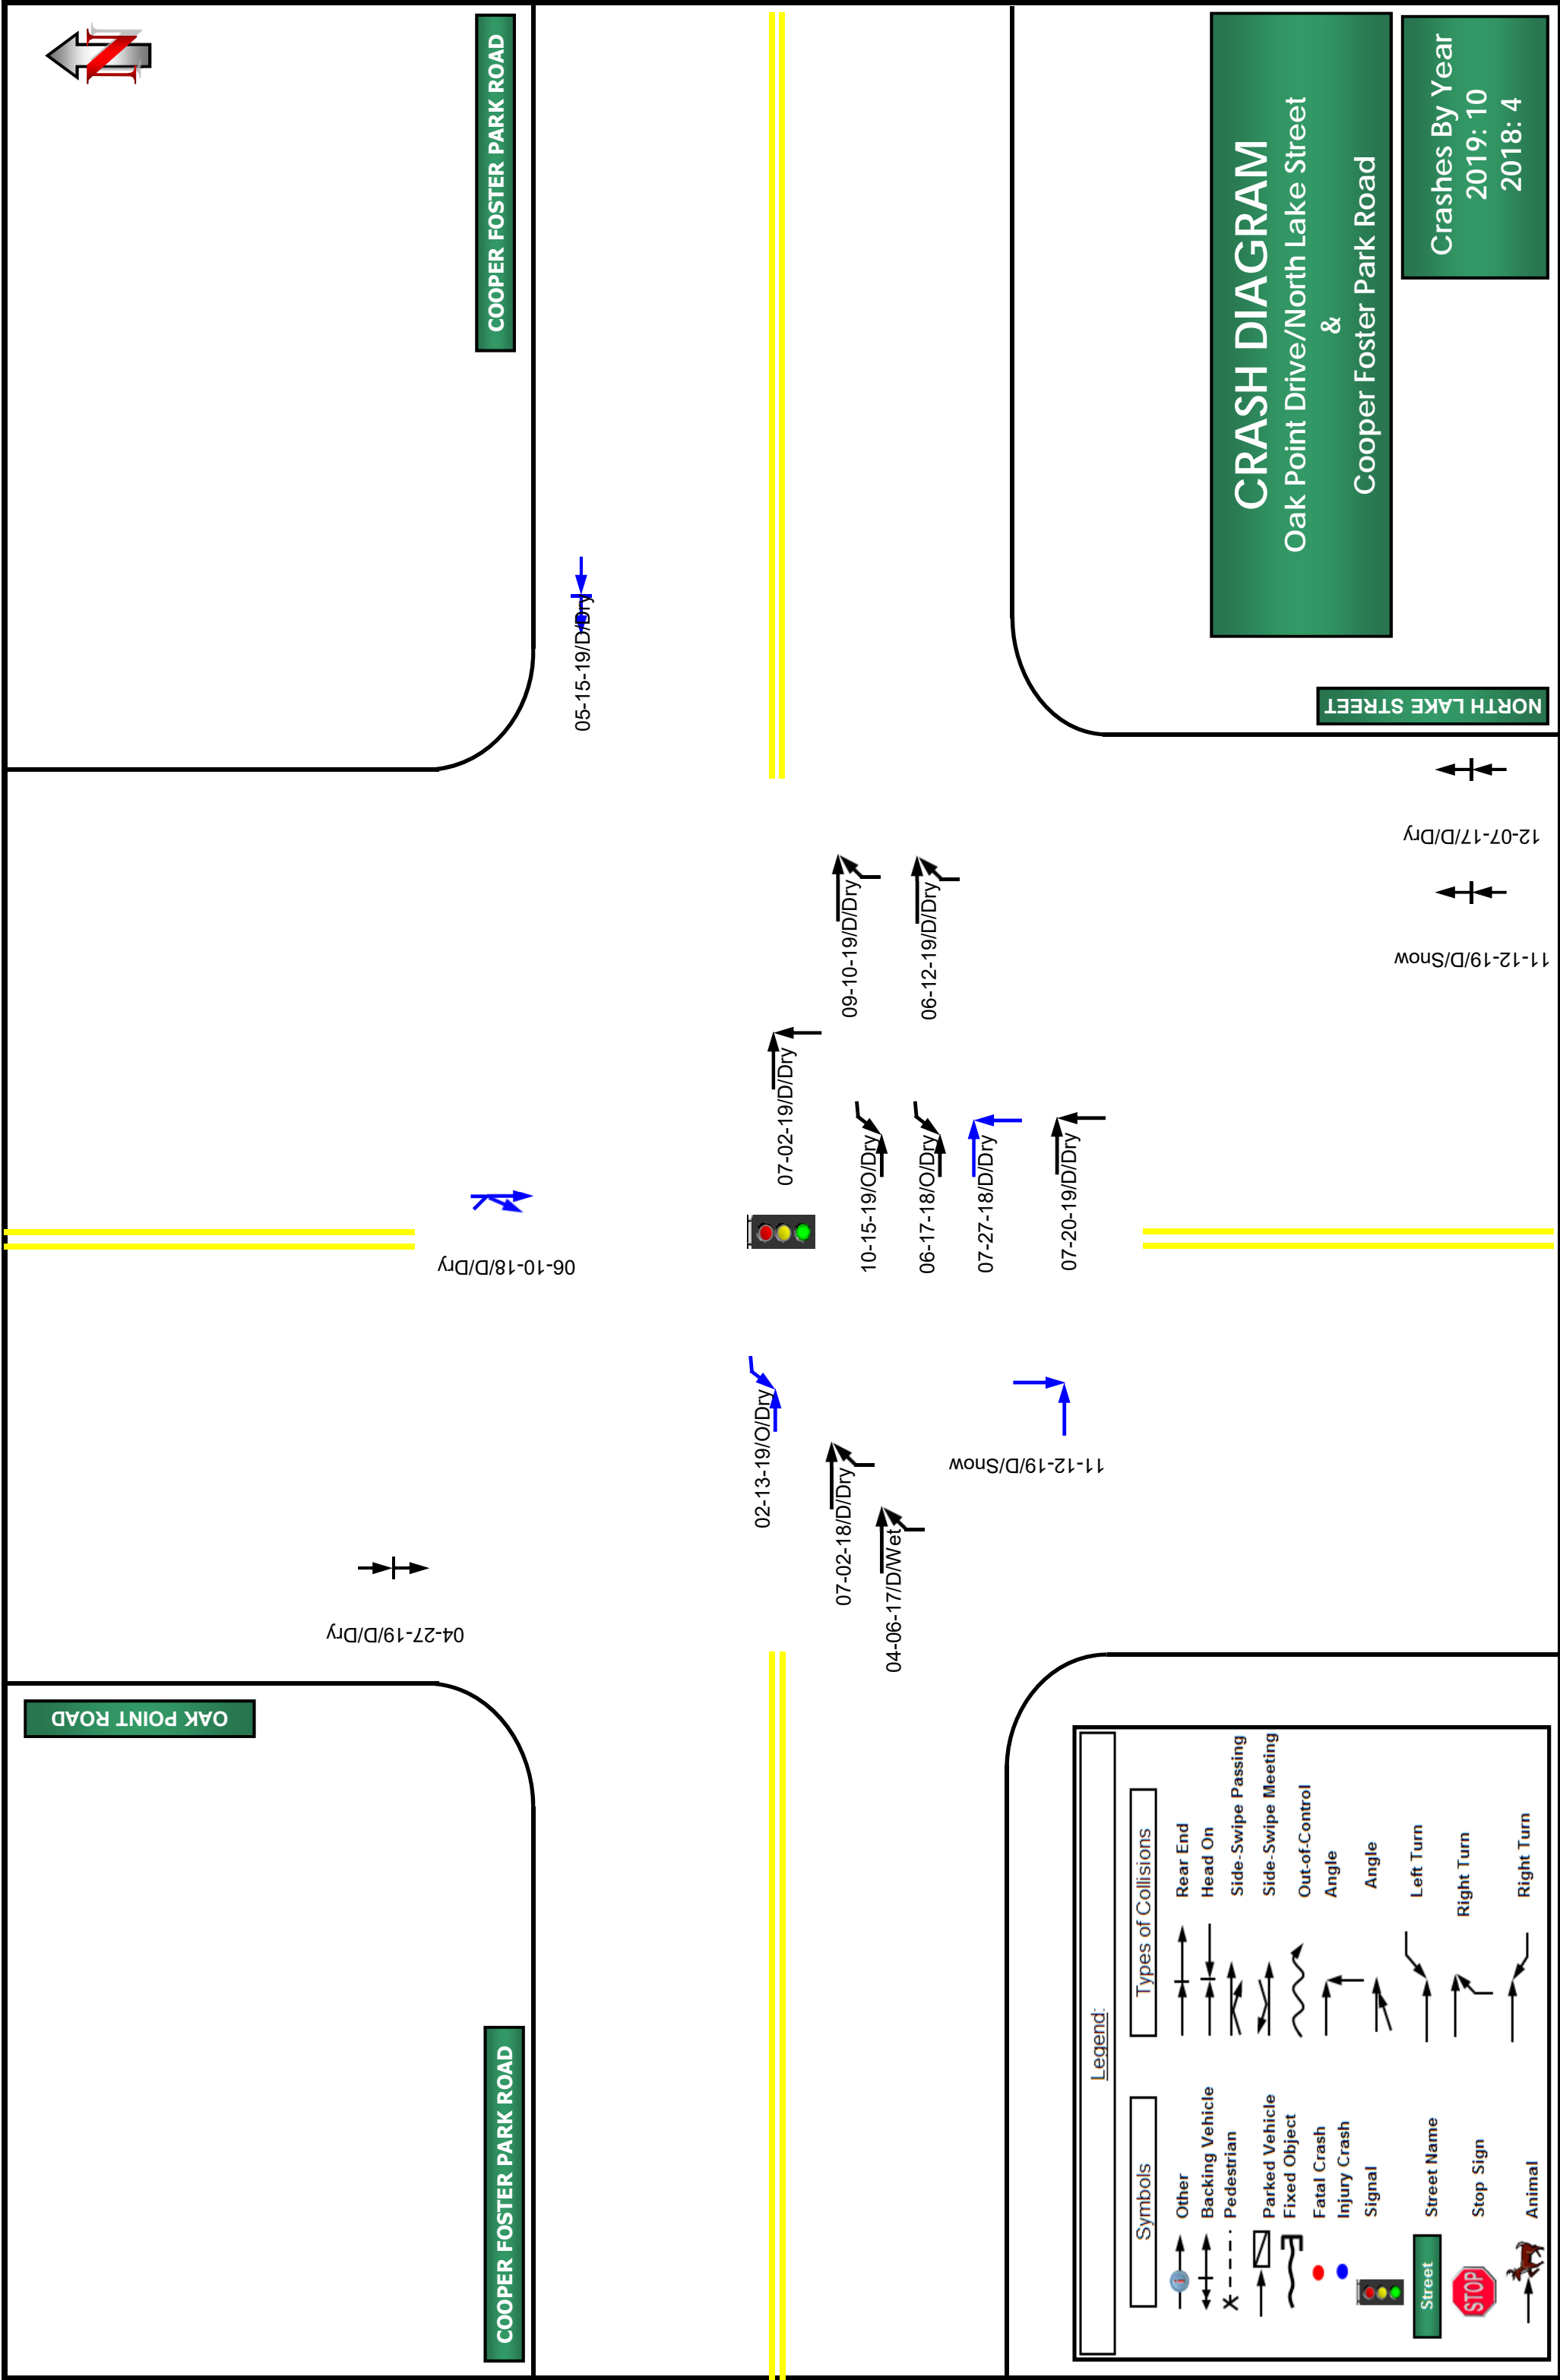 N
COOPER FOSTER PARK ROAD
CRASH DIAGRAM
Oak Point Drive/North Lake Street
&
Cooper Foster Park Road
Crashes By Year
2019: 10
2018: 4
NORTH LAKE STREET
05-15-19/D/Dry
12-07-17/D/Dry
11-12-19/D/Snow
09-10-19/D/Dry
06-12-19/D/Dry
07-02-19/D/Dry
10-15-19/O/Dry
06-17-18/O/Dry
07-27-18/D/Dry
07-20-19/D/Dry
06-10-18/D/Dry
02-13-19/O/Dry
07-02-18/D/Dry
04-06-17/D/Wet
11-12-19/D/Snow
04-27-19/D/Dry
OAK POINT ROAD
COOPER FOSTER PARK ROAD
Legend:
Symbols
Other
Backing Vehicle
Pedestrian
Parked Vehicle
Fixed Object
Fatal Crash
Injury Crash
Signal
Street
Street Name
STOP
Stop Sign
Animal
Types of Collisions
Rear End
Head On
Side-Swipe Passing
Side-Swipe Meeting
Out-of-Control
Angle
Angle
Left Turn
Right Turn
Right Turn